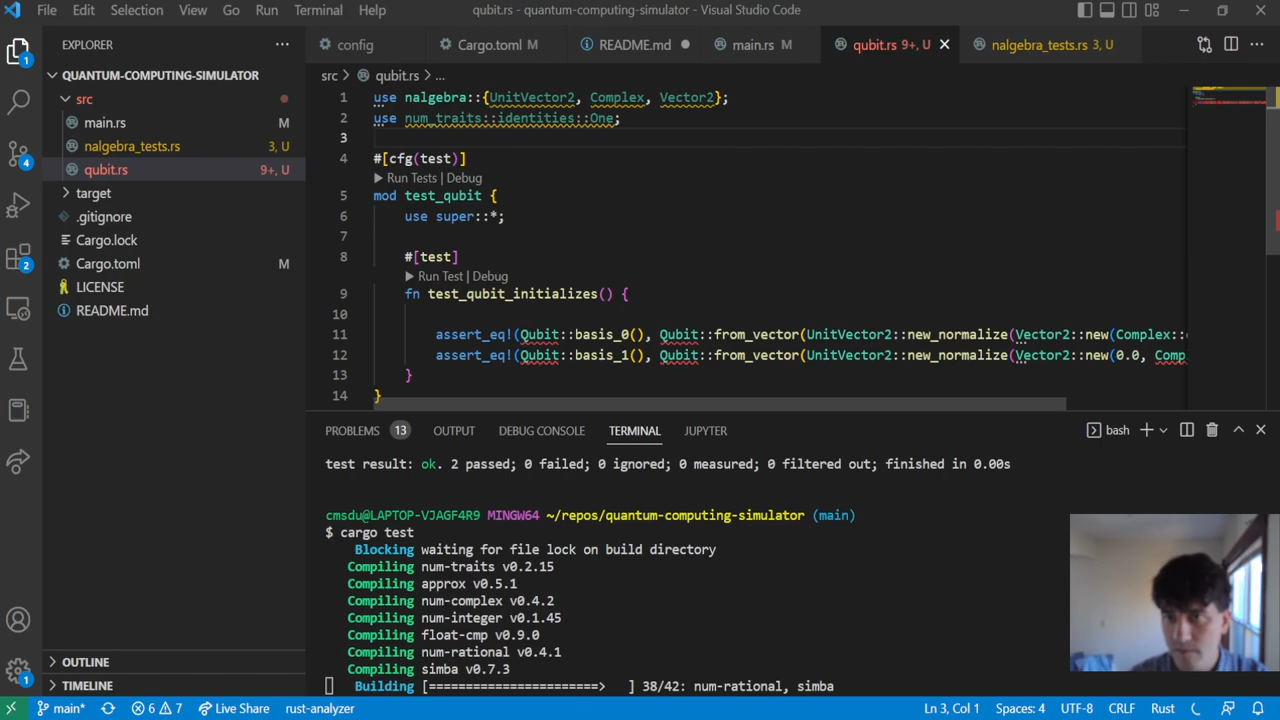 File Edit Selection View Go Run Terminal Help
qubit.rs - quantum-computing-simulator - Visual Studio Code
EXPLORER
config
Cargo.toml M
README.md
main.rs M
qubit.rs 9+, U
nalgebra_tests.rs 3, U
QUANTUM-COMPUTING-SIMULATOR
src
main.rs M
nalgebra_tests.rs 3, U
qubit.rs 9+, U
target
.gitignore
Cargo.lock
Cargo.toml M
LICENSE
README.md
OUTLINE
TIMELINE
1
4
2
1
src > qubit.rs > ...
1 use nalgebra::{UnitVector2, Complex, Vector2};
2 use num_traits::identities::One;
3
4 #[cfg(test)]
Run Tests | Debug
5 mod test_qubit {
6 use super::*;
7
8 #[test]
Run Test | Debug
9 fn test_qubit_initializes() {
10
11 assert_eq!(Qubit::basis_0(), Qubit::from_vector(UnitVector2::new_normalize(Vector2::new(Complex::
12 assert_eq!(Qubit::basis_1(), Qubit::from_vector(UnitVector2::new_normalize(Vector2::new(0.0, Comp
13 }
14 }
PROBLEMS 13 OUTPUT DEBUG CONSOLE TERMINAL JUPYTER
bash
test result: ok. 2 passed; 0 failed; 0 ignored; 0 measured; 0 filtered out; finished in 0.00s
cmsdu@LAPTOP-VJAGF4R9 MINGW64 ~/repos/quantum-computing-simulator (main)
$ cargo test
Blocking waiting for file lock on build directory
Compiling num-traits v0.2.15
Compiling approx v0.5.1
Compiling num-complex v0.4.2
Compiling num-integer v0.1.45
Compiling float-cmp v0.9.0
Compiling num-rational v0.4.1
Compiling simba v0.7.3
Building [=======================> ] 38/42: num-rational, simba
main* 6 7 Live Share rust-analyzer
Ln 3, Col 1 Spaces: 4 UTF-8 CRLF Rust